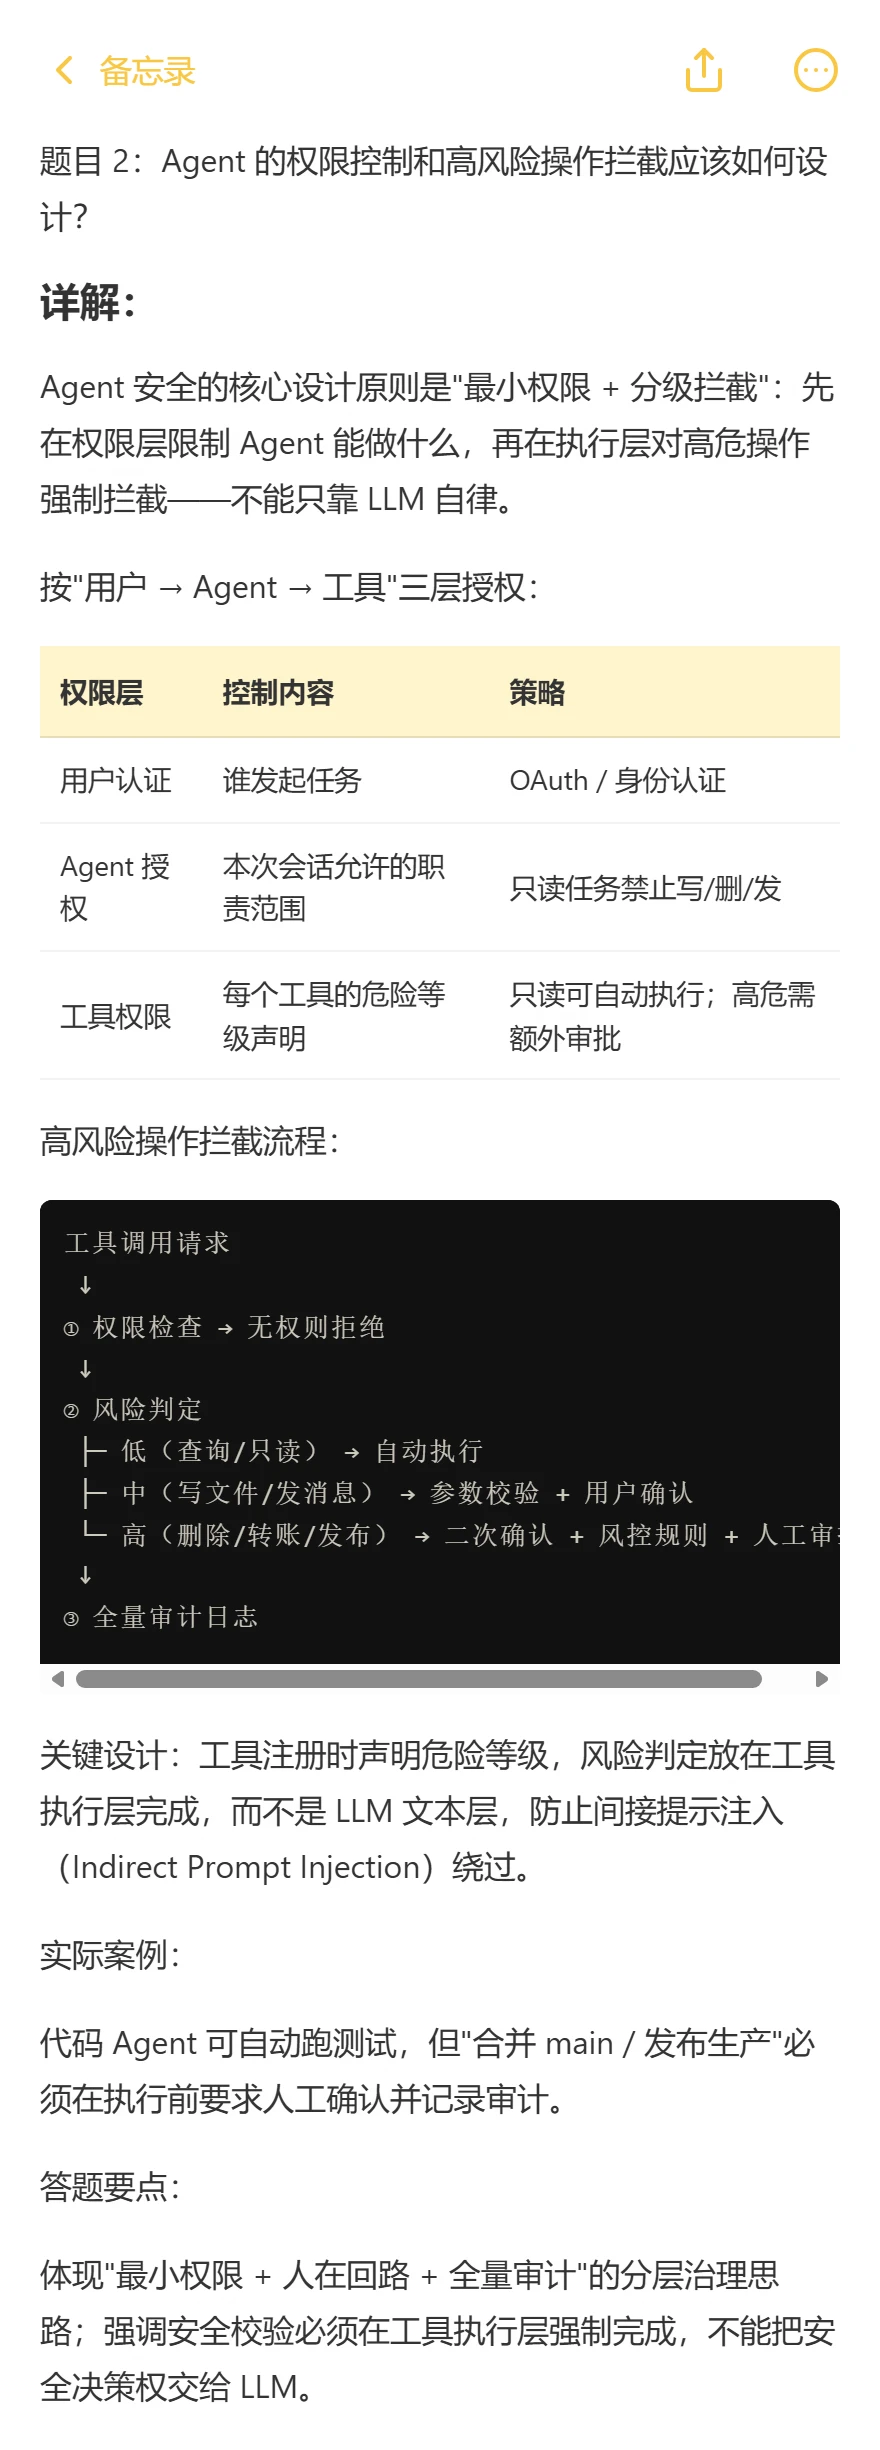 备忘录
题目 2：Agent 的权限控制和高风险操作拦截应该如何设
计？
详解：
Agent 安全的核心设计原则是"最小权限 + 分级拦截"：先
在权限层限制 Agent 能做什么，再在执行层对高危操作
强制拦截——不能只靠 LLM 自律。
按"用户 → Agent → 工具"三层授权：
权限层 控制内容 策略
用户认证 谁发起任务 OAuth / 身份认证
Agent 授
权
本次会话允许的职
责范围
只读任务禁止写/删/发
工具权限
每个工具的危险等
级声明
只读可自动执行；高危需
额外审批
高风险操作拦截流程：
工具调用请求
↓
① 权限检查 → 无权则拒绝
↓
② 风险判定
├─ 低（查询/只读） → 自动执行
├─ 中（写文件/发消息） → 参数校验 + 用户确认
└─ 高（删除/转账/发布） → 二次确认 + 风控规则 + 人工审
↓
③ 全量审计日志
关键设计：工具注册时声明危险等级，风险判定放在工具
执行层完成，而不是 LLM 文本层，防止间接提示注入
（Indirect Prompt Injection）绕过。
实际案例：
代码 Agent 可自动跑测试，但"合并 main / 发布生产"必
须在执行前要求人工确认并记录审计。
答题要点：
体现"最小权限 + 人在回路 + 全量审计"的分层治理思
路；强调安全校验必须在工具执行层强制完成，不能把安
全决策权交给 LLM。